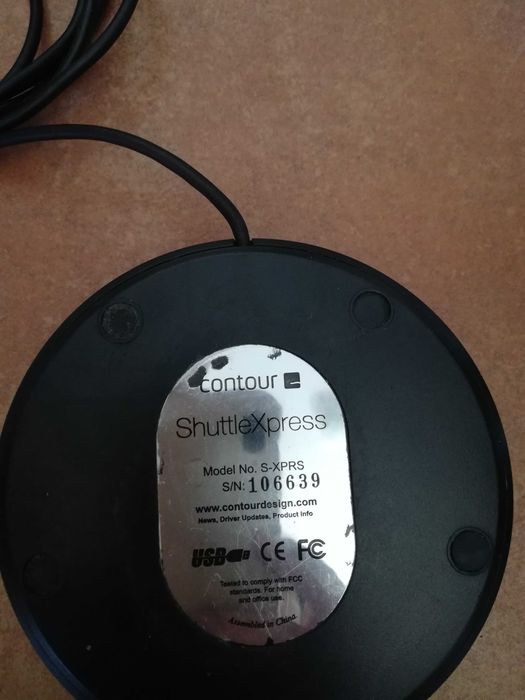 contour
ShuttleXpress
Model No. S-XPRS
S/N: 106639
www.contourdesign.com
News, Driver Updates, Product Info
USB CE FC
Tested to comply with FCC
standards. For home
and office use.
Assembled in China